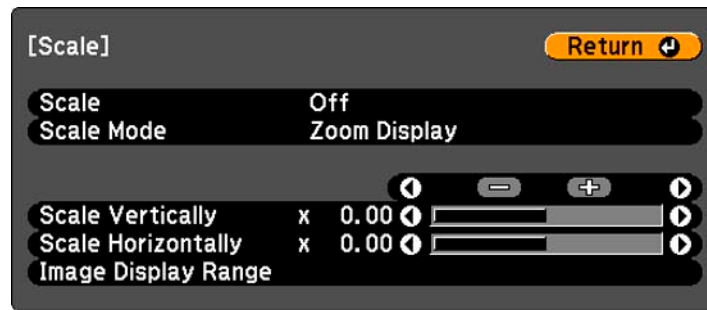 [Scale] Return
Scale Off
Scale Mode Zoom Display
Scale Vertically x 0.00
Scale Horizontally x 0.00
Image Display Range